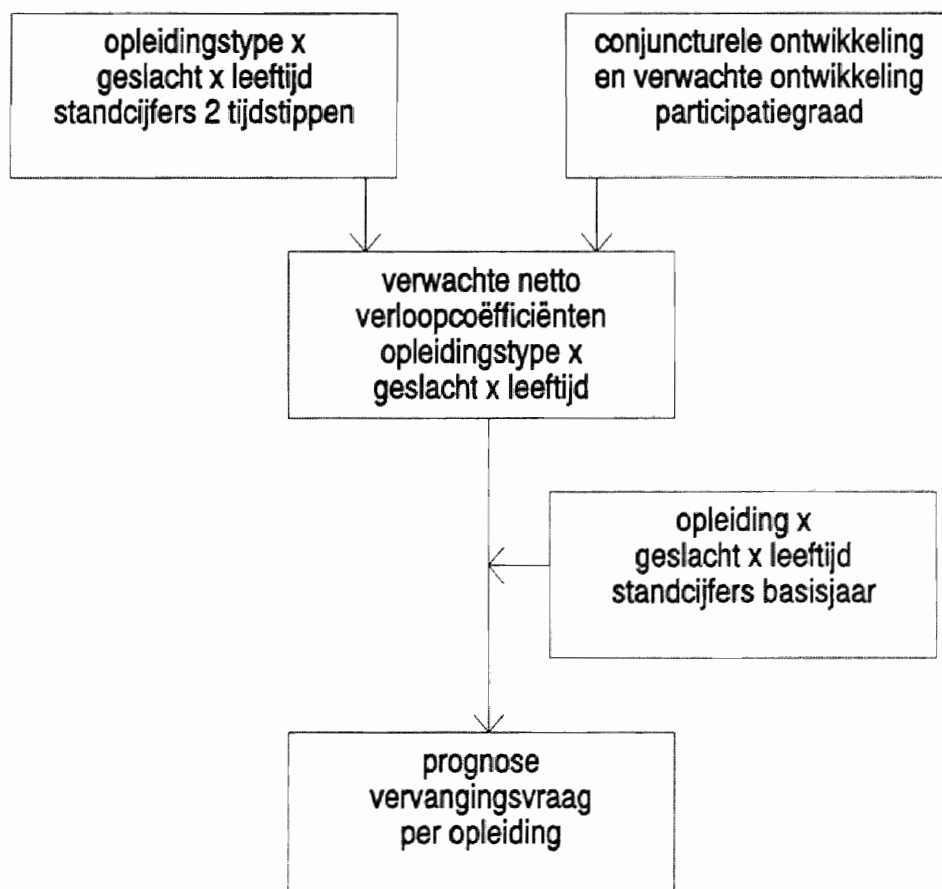 opleidingstype x
geslacht x leeftijd
standcijfers 2 tijdstippen
conjuncturele ontwikkeling
en verwachte ontwikkeling
participatiegraad
verwachte netto
verloopcoëfficiënten
opleidingstype x
geslacht x leeftijd
opleiding x
geslacht x leeftijd
standcijfers basisjaar
prognose
vervangingsvraag
per opleiding